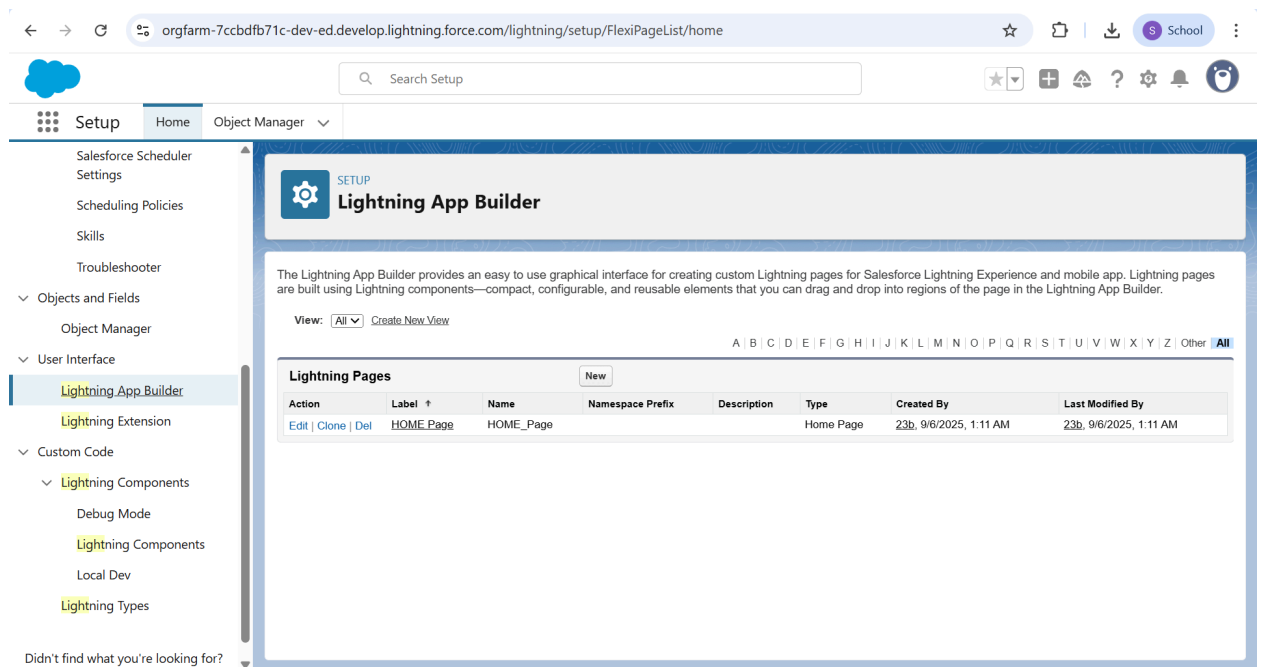 orgfarm-7ccbdfb71c-dev-ed.develop.lightning.force.com/lightning/setup/FlexiPageList/home
S School
Search Setup
Setup Home Object Manager
Salesforce Scheduler
Settings
Scheduling Policies
Skills
Troubleshooter
Objects and Fields
Object Manager
User Interface
Lightning App Builder
Lightning Extension
Custom Code
Lightning Components
Debug Mode
Lightning Components
Local Dev
Lightning Types
Didn't find what you're looking for?
SETUP
Lightning App Builder
The Lightning App Builder provides an easy to use graphical interface for creating custom Lightning pages for Salesforce Lightning Experience and mobile app. Lightning pages
are built using Lightning components—compact, configurable, and reusable elements that you can drag and drop into regions of the page in the Lightning App Builder.
View: All Create New View
A | B | C | D | E | F | G | H | I | J | K | L | M | N | O | P | Q | R | S | T | U | V | W | X | Y | Z | Other All
Lightning Pages New
Action Label ↑ Name Namespace Prefix Description Type Created By Last Modified By
Edit | Clone | Del HOME Page HOME_Page Home Page 23b, 9/6/2025, 1:11 AM 23b, 9/6/2025, 1:11 AM